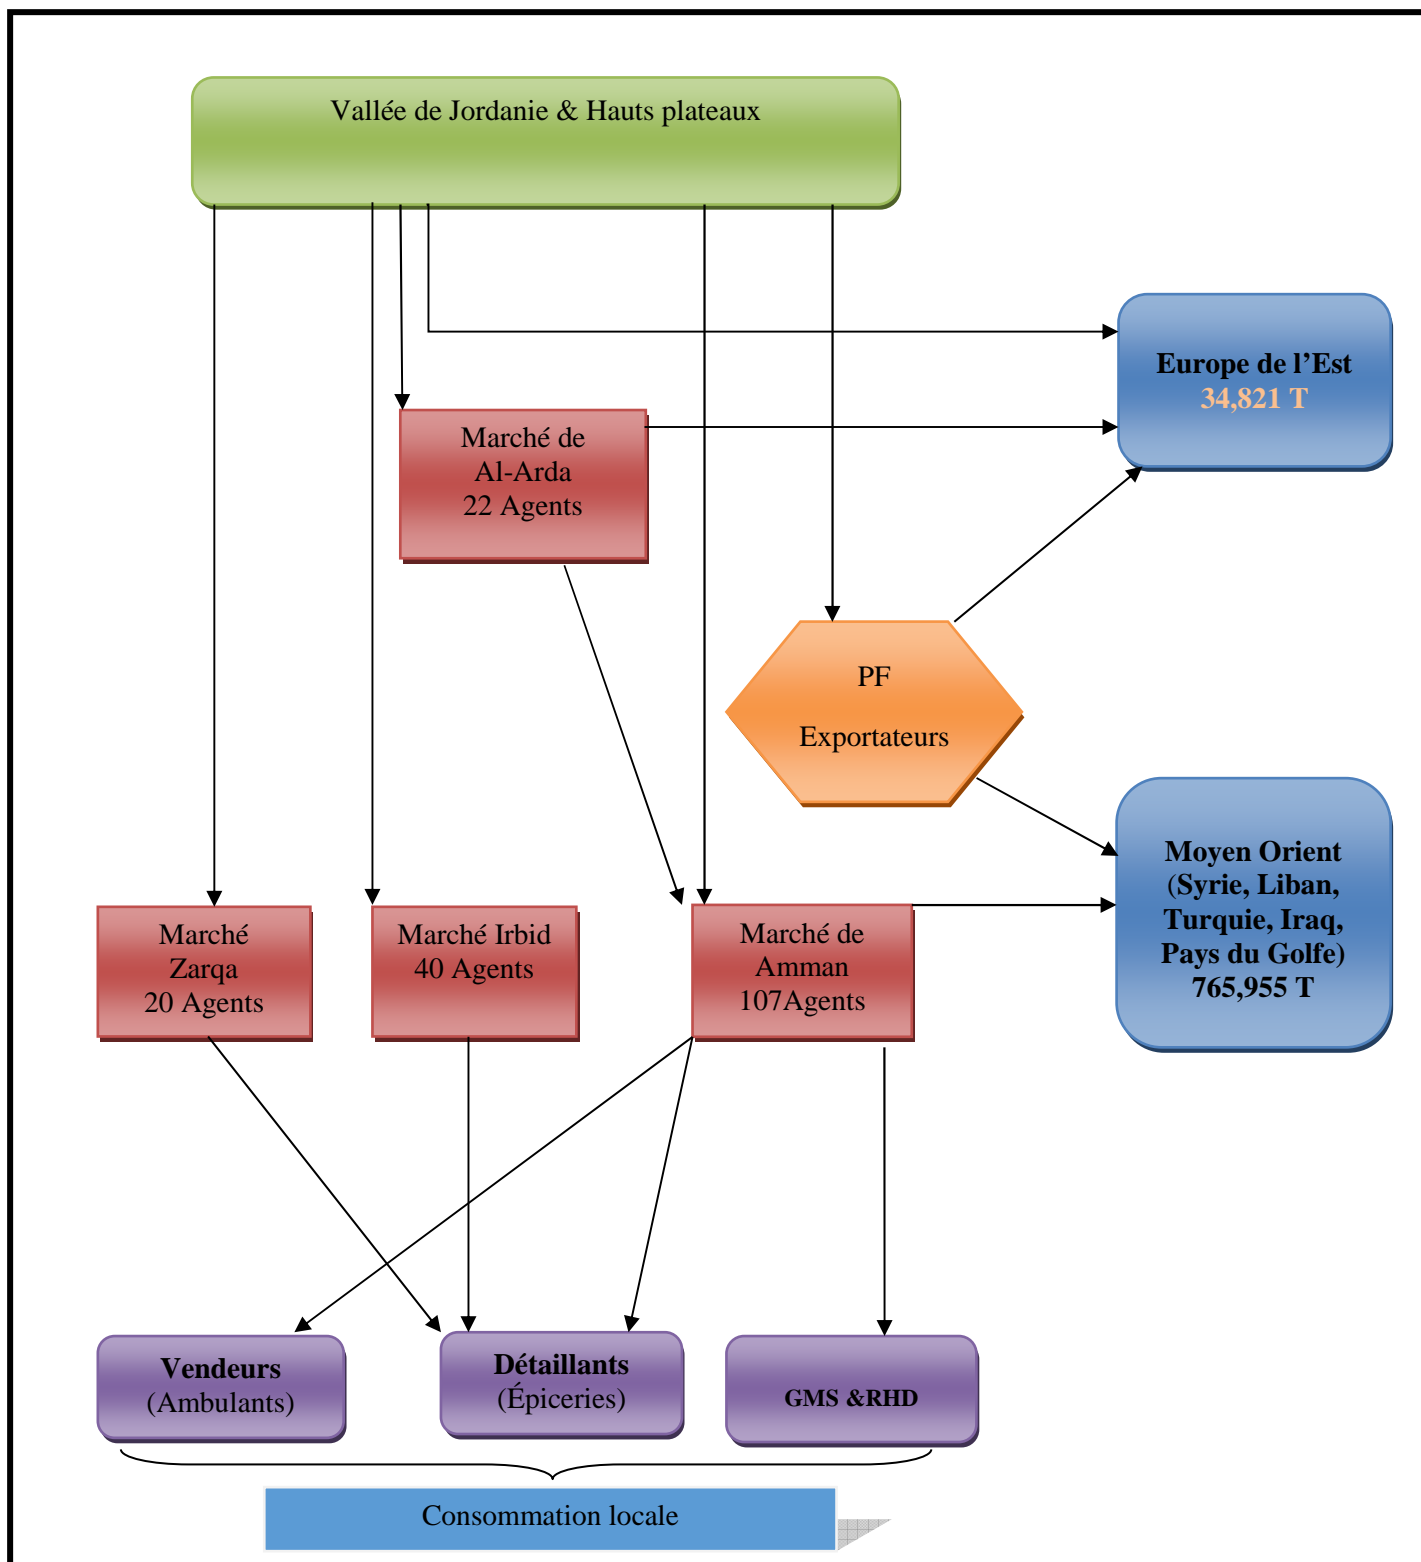 Vallée de Jordanie & Hauts plateaux
Europe de l’Est
34,821 T
Marché de
Al-Arda
22 Agents
PF
Exportateurs
Moyen Orient
(Syrie, Liban,
Turquie, Iraq,
Pays du Golfe)
765,955 T
Marché
Zarqa
20 Agents
Marché Irbid
40 Agents
Marché de
Amman
107Agents
Vendeurs
(Ambulants)
Détaillants
(Épiceries)
GMS &RHD
Consommation locale